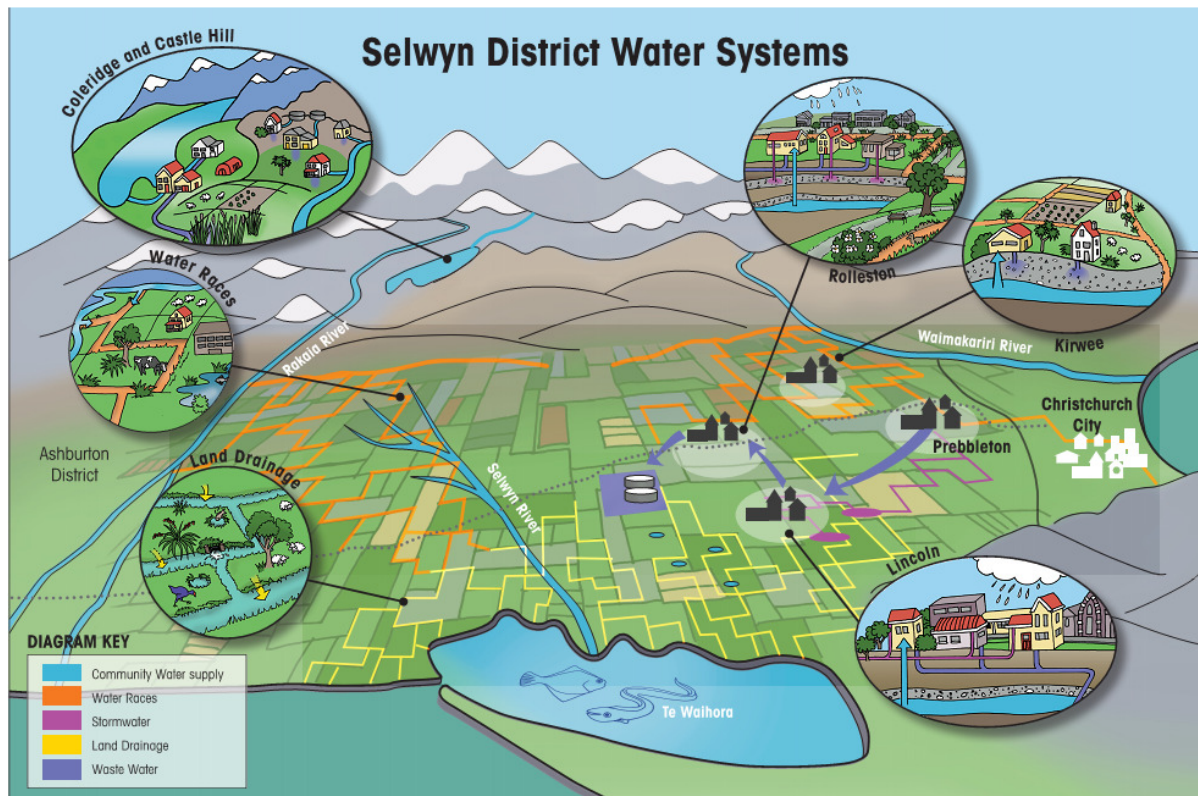 Selwyn District Water Systems
Coleridge and Castle Hill
Water Races
Rakaia River
Rolleston
Kirwee
Waimakariri River
Christchurch
City
Prebbleton
Ashburton
District
Land Drainage
Selwyn River
Lincoln
Te Waihora
DIAGRAM KEY
Community Water supply
Water Races
Stormwater
Land Drainage
Waste Water